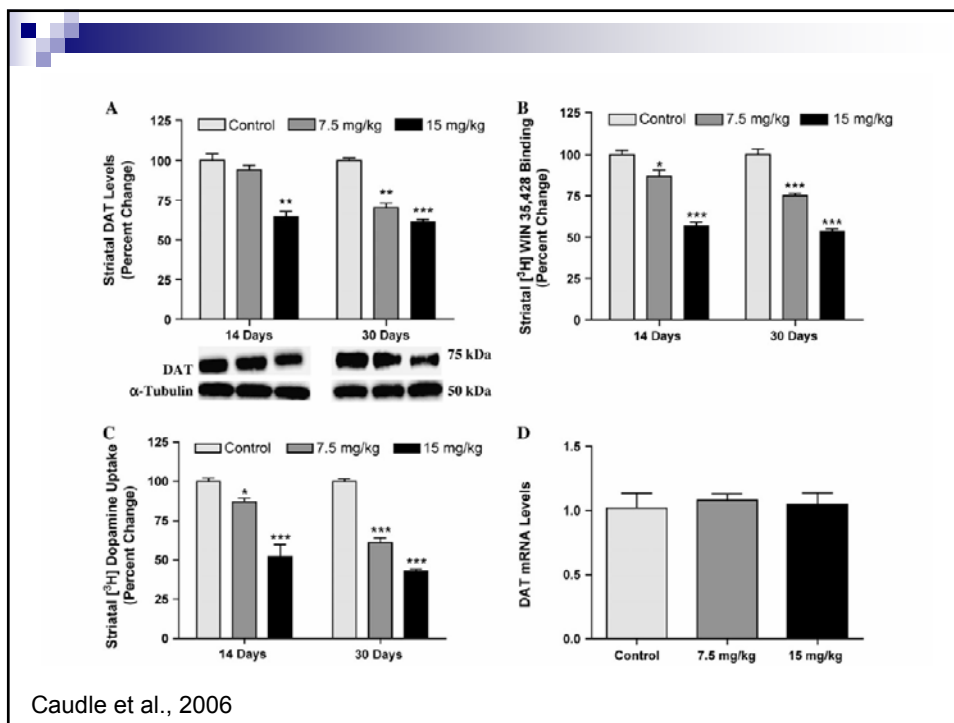 A
Striatal DAT Levels
(Percent Change)
125
100
75
50
25
0
Control 7.5 mg/kg 15 mg/kg
**
**
***
14 Days 30 Days
DAT
α-Tubulin
75 kDa
50 kDa
B
Striatal [³H] WIN 35,428 Binding
(Percent Change)
125
100
75
50
25
0
Control 7.5 mg/kg 15 mg/kg
*
***
***
***
14 Days 30 Days
C
Striatal [³H] Dopamine Uptake
(Percent Change)
125
100
75
50
25
0
Control 7.5 mg/kg 15 mg/kg
*
***
***
***
14 Days 30 Days
D
DAT mRNA Levels
1.5
1.0
0.5
0.0
Control 7.5 mg/kg 15 mg/kg
Caudle et al., 2006